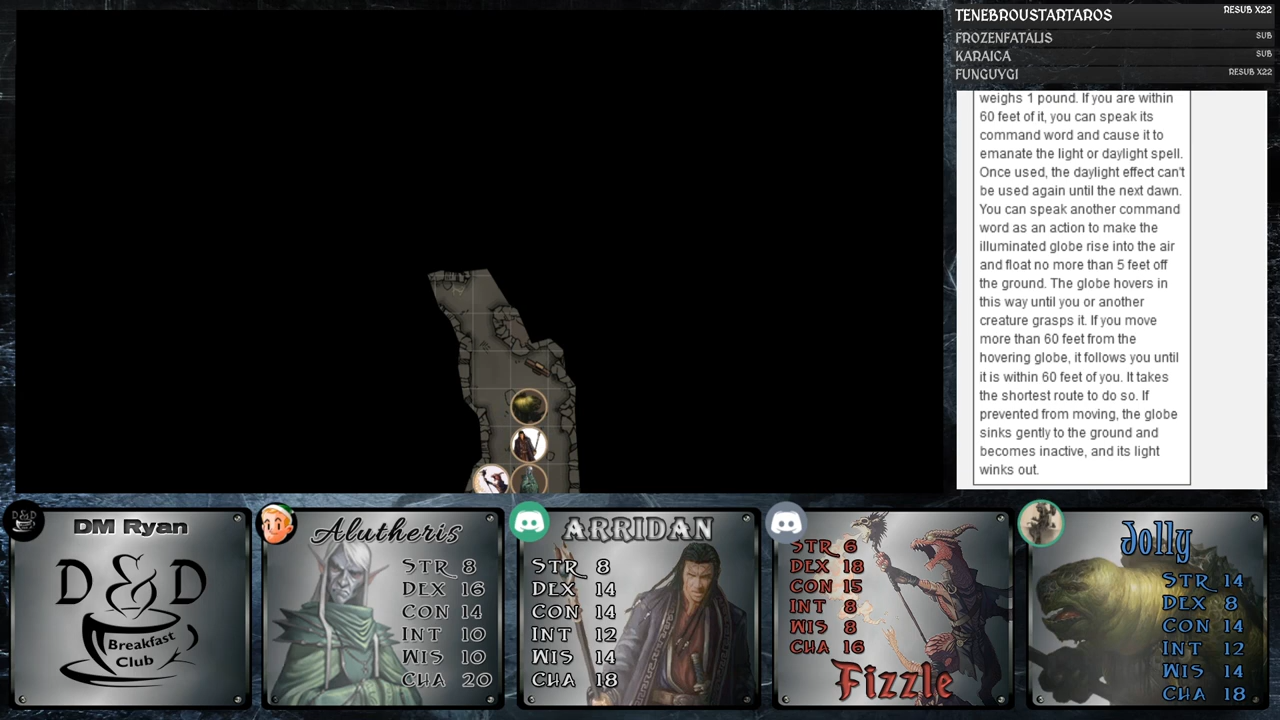 TENEBROUSTARTAROS RESUB X22
FROZENFATALIS SUB
KARAICA SUB
FUNGUYGI RESUB X22
weighs 1 pound. If you are within
60 feet of it, you can speak its
command word and cause it to
emanate the light or daylight spell.
Once used, the daylight effect can't
be used again until the next dawn.
You can speak another command
word as an action to make the
illuminated globe rise into the air
and float no more than 5 feet off
the ground. The globe hovers in
this way until you or another
creature grasps it. If you move
more than 60 feet from the
hovering globe, it follows you until
it is within 60 feet of you. It takes
the shortest route to do so. If
prevented from moving, the globe
sinks gently to the ground and
becomes inactive, and its light
winks out.
D&D
DM Ryan
D&D
Breakfast
Club
Alutheris
STR 8
DEX 16
CON 14
INT 10
WIS 10
CHA 20
ARRIDAN
STR 8
DEX 14
CON 14
INT 12
WIS 14
CHA 18
STR 6
DEX 18
CON 15
INT 8
WIS 8
CHA 16
Fizzle
Jolly
STR 14
DEX 8
CON 14
INT 12
WIS 14
CHA 18